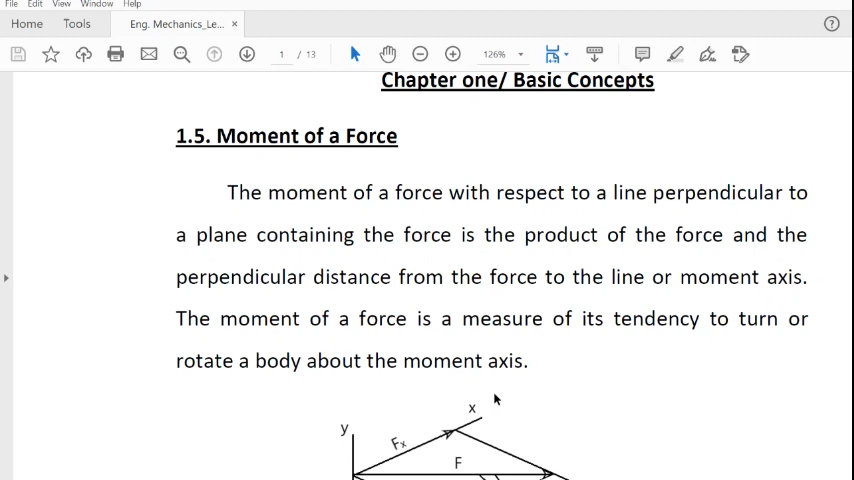 File Edit View Window Help
Home Tools Eng. Mechanics_Le... ×
1 / 13 126%
Chapter one/ Basic Concepts
1.5. Moment of a Force
The moment of a force with respect to a line perpendicular to
a plane containing the force is the product of the force and the
perpendicular distance from the force to the line or moment axis.
The moment of a force is a measure of its tendency to turn or
rotate a body about the moment axis.
x
y
Fx
F